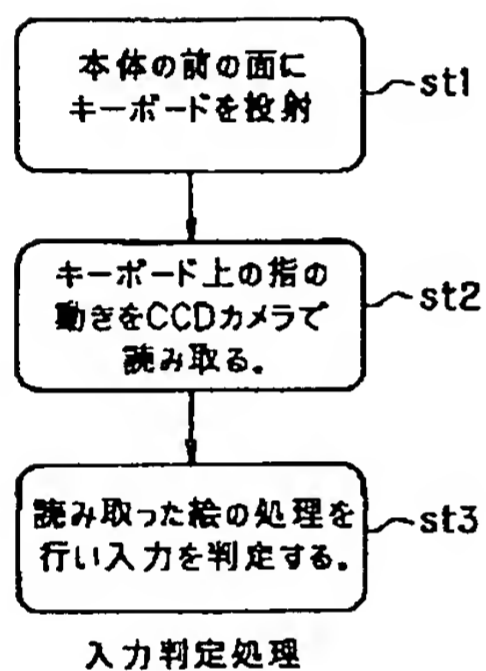 本体の前の面に
キーボードを投射
st1
キーボード上の指の
動きをCCDカメラで
読み取る。
st2
読み取った絵の処理を
行い入力を判定する。
st3
入力判定処理